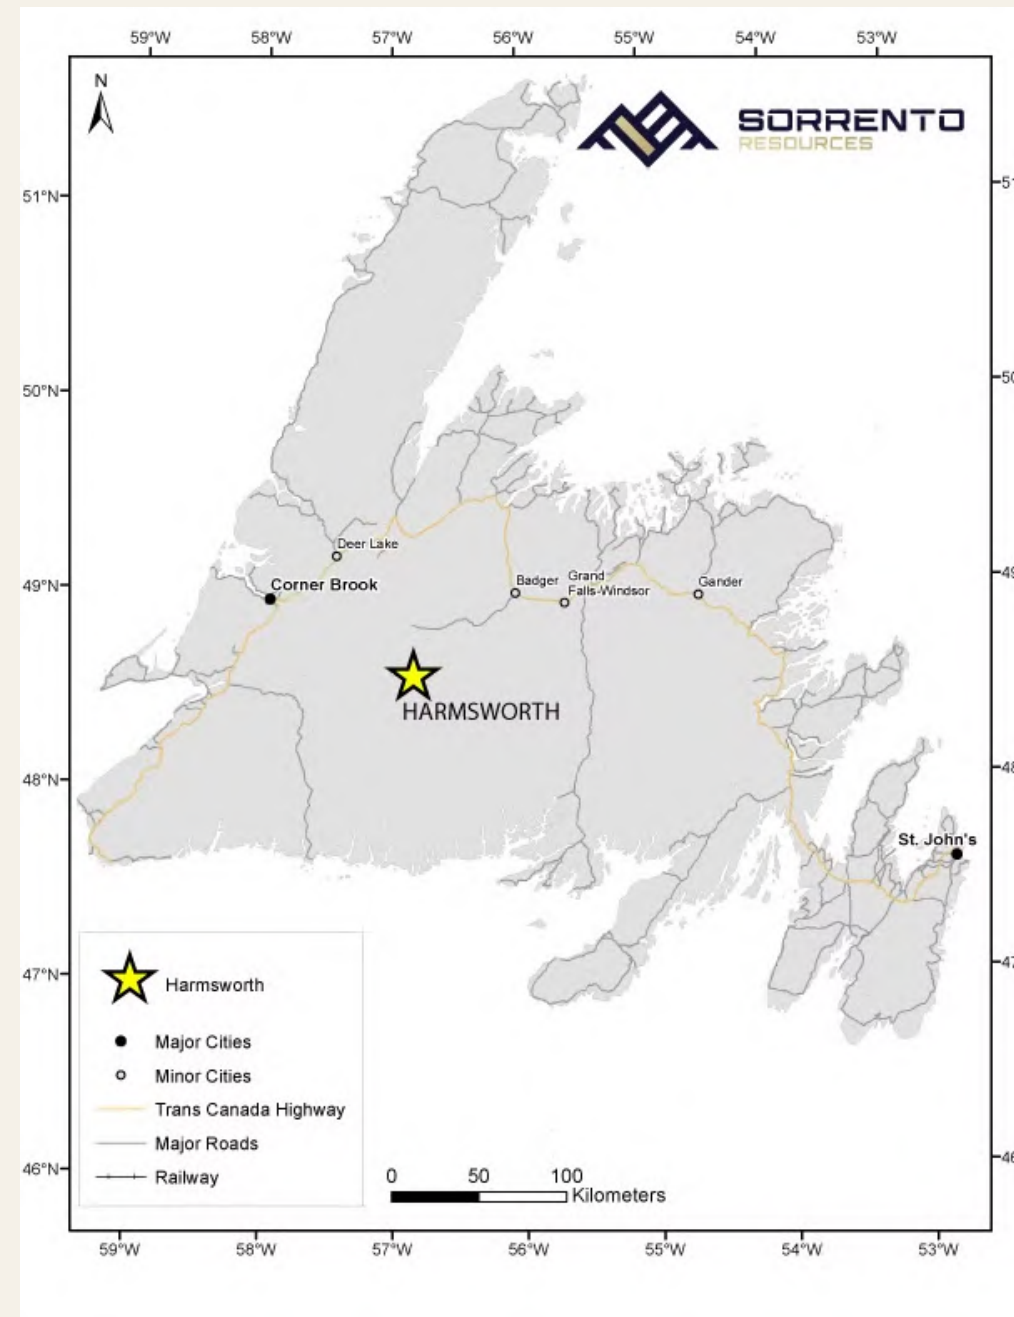 59°W 58°W 57°W 56°W 55°W 54°W 53°W
N
SORRENTO
RESOURCES
51°N
50°N
Deer Lake
49°N
Corner Brook
Badger
Grand
Falls-Windsor
Gander
HARMSWORTH
48°N
St. John's
47°N
Harmsworth
Major Cities
Minor Cities
Trans Canada Highway
Major Roads
Railway
46°N
0 50 100
Kilometers
59°W 58°W 57°W 56°W 55°W 54°W 53°W